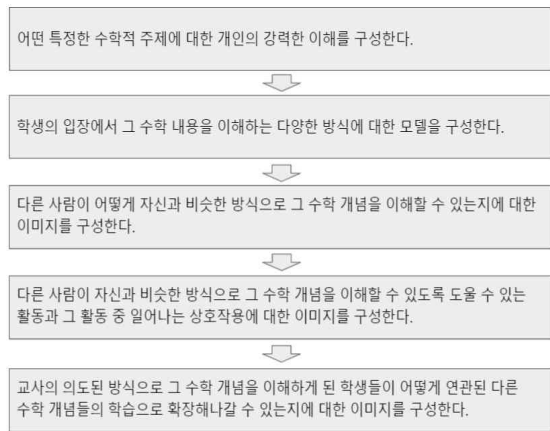 어떤 특정한 수학적 주제에 대한 개인의 강력한 이해를 구성한다.
학생의 입장에서 그 수학 내용을 이해하는 다양한 방식에 대한 모델을 구성한다.
다른 사람이 어떻게 자신과 비슷한 방식으로 그 수학 개념을 이해할 수 있는지에 대한
이미지를 구성한다.
다른 사람이 자신과 비슷한 방식으로 그 수학 개념을 이해할 수 있도록 도울 수 있는
활동과 그 활동 중 일어나는 상호작용에 대한 이미지를 구성한다.
교사의 의도된 방식으로 그 수학 개념을 이해하게 된 학생들이 어떻게 연관된 다른
수학 개념들의 학습으로 확장해나갈 수 있는지에 대한 이미지를 구성한다.